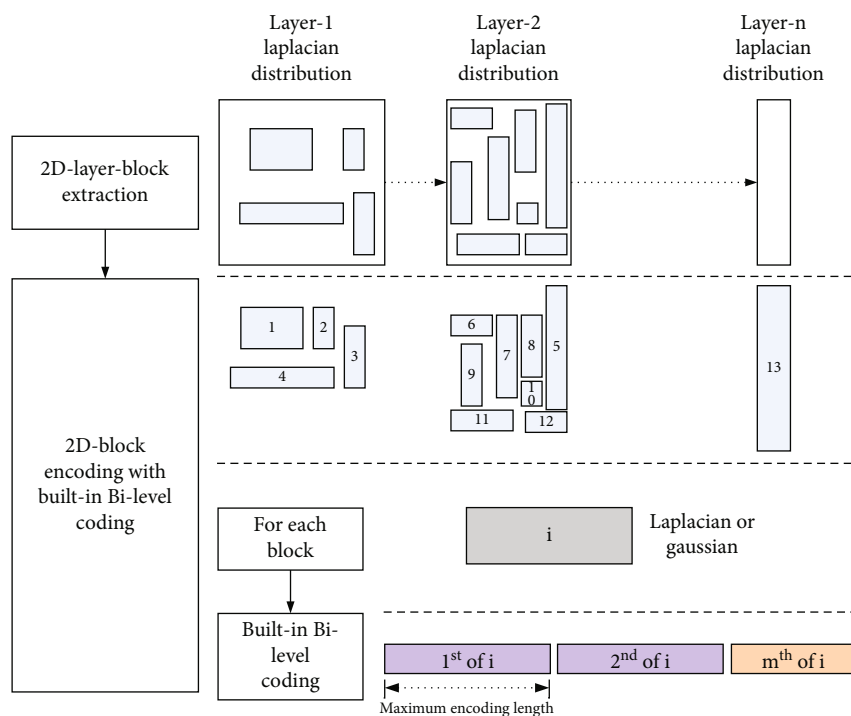 Layer-1
laplacian
distribution
Layer-2
laplacian
distribution
Layer-n
laplacian
distribution
2D-layer-block
extraction
1
2
3
4
6
7
8
5
9
10
11
12
13
2D-block
encoding with
built-in Bi-level
coding
For each
block
i
Laplacian or
gaussian
Built-in Bi-
level
coding
1st of i
2nd of i
mth of i
Maximum encoding length